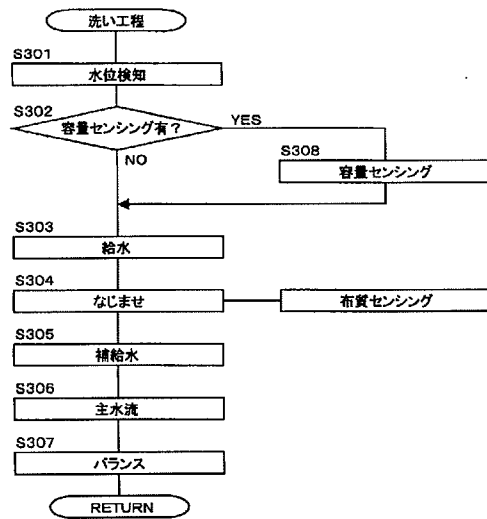 洗い工程
S301
水位検知
S302
容量センシング有？
YES
NO
S308
容量センシング
S303
給水
S304
なじませ
布質センシング
S305
補給水
S306
主水流
S307
バランス
RETURN